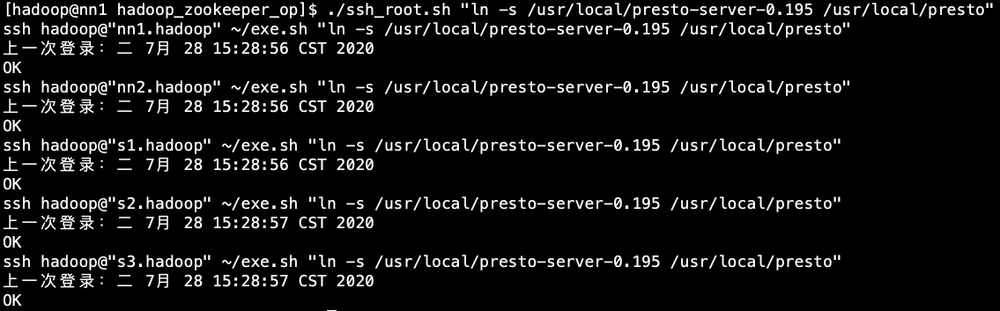 [hadoop@nn1 hadoop_zookeeper_op]$ ./ssh_root.sh "ln -s /usr/local/presto-server-0.195 /usr/local/presto"
ssh hadoop@"nn1.hadoop" ~/exe.sh "ln -s /usr/local/presto-server-0.195 /usr/local/presto"
上一次登录：二 7月 28 15:28:56 CST 2020
OK
ssh hadoop@"nn2.hadoop" ~/exe.sh "ln -s /usr/local/presto-server-0.195 /usr/local/presto"
上一次登录：二 7月 28 15:28:56 CST 2020
OK
ssh hadoop@"s1.hadoop" ~/exe.sh "ln -s /usr/local/presto-server-0.195 /usr/local/presto"
上一次登录：二 7月 28 15:28:56 CST 2020
OK
ssh hadoop@"s2.hadoop" ~/exe.sh "ln -s /usr/local/presto-server-0.195 /usr/local/presto"
上一次登录：二 7月 28 15:28:57 CST 2020
OK
ssh hadoop@"s3.hadoop" ~/exe.sh "ln -s /usr/local/presto-server-0.195 /usr/local/presto"
上一次登录：二 7月 28 15:28:57 CST 2020
OK